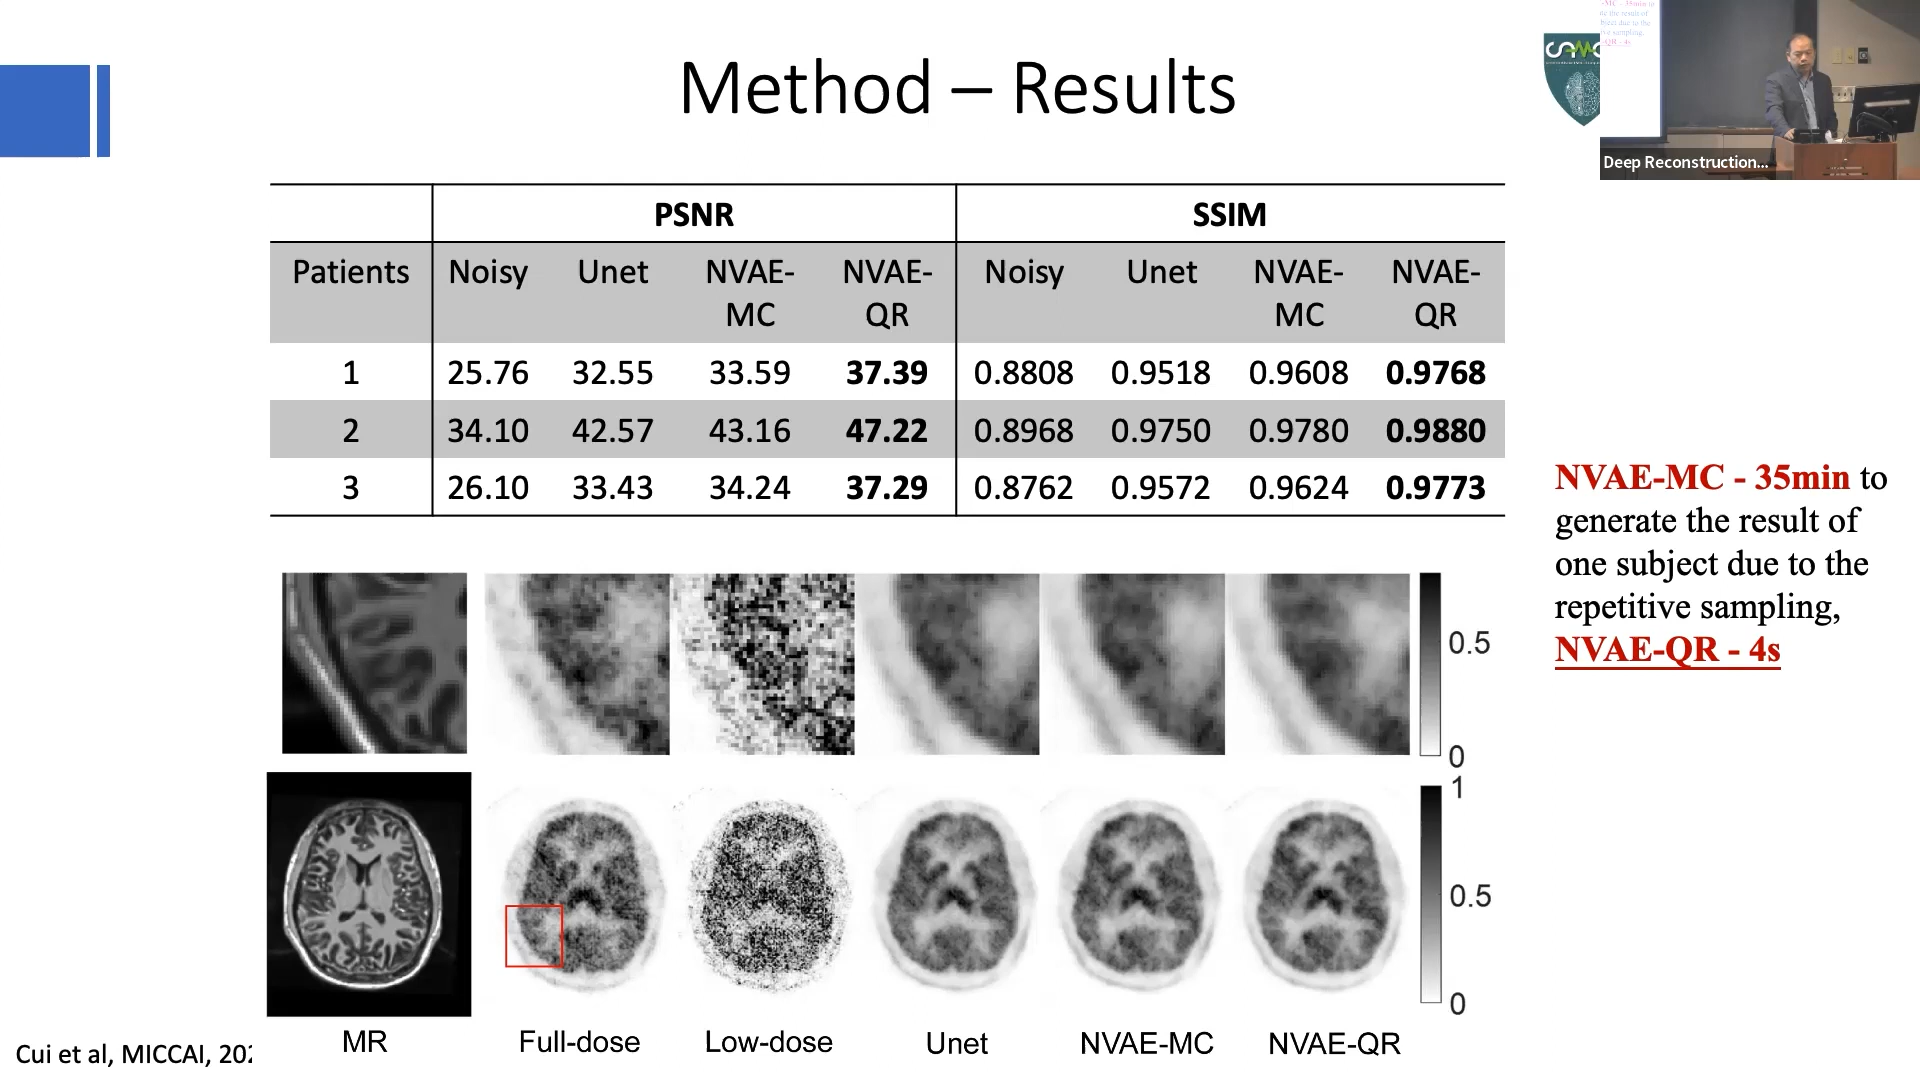 Method – Results
PSNR SSIM
Patients Noisy Unet NVAE-MC NVAE-QR Noisy Unet NVAE-MC NVAE-QR
1 25.76 32.55 33.59 37.39 0.8808 0.9518 0.9608 0.9768
2 34.10 42.57 43.16 47.22 0.8968 0.9750 0.9780 0.9880
3 26.10 33.43 34.24 37.29 0.8762 0.9572 0.9624 0.9773
NVAE-MC - 35min to
generate the result of
one subject due to the
repetitive sampling,
NVAE-QR - 4s
0.5
0
1
0.5
0
MR Full-dose Low-dose Unet NVAE-MC NVAE-QR
Cui et al, MICCAI,
Deep Reconstruction...